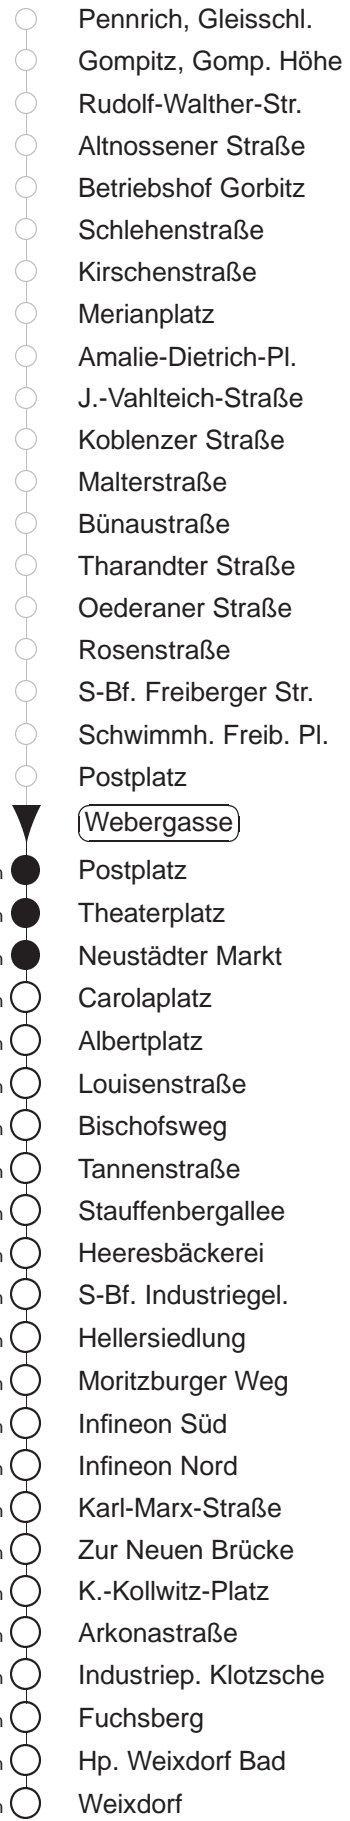 Pennrich, Gleisschl.
Gompitz, Gomp. Höhe
Rudolf-Walther-Str.
Altnossener Straße
Betriebshof Gorbitz
Schlehenstraße
Kirschenstraße
Merianplatz
Amalie-Dietrich-Pl.
J.-Vahlteich-Straße
Koblenzer Straße
Malterstraße
Bünaustraße
Tharandter Straße
Oederaner Straße
Rosenstraße
S-Bf. Freiberger Str.
Schwimmh. Freib. Pl.
Postplatz
Webergasse
Postplatz
Theaterplatz
Neustädter Markt
Carolaplatz
Albertplatz
Louisenstraße
Bischofsweg
Tannenstraße
Stauffenbergallee
Heeresbäckerei
S-Bf. Industriegel.
Hellersiedlung
Moritzburger Weg
Infineon Süd
Infineon Nord
Karl-Marx-Straße
Zur Neuen Brücke
K.-Kollwitz-Platz
Arkonastraße
Industriep. Klotzsche
Fuchsberg
Hp. Weixdorf Bad
Weixdorf